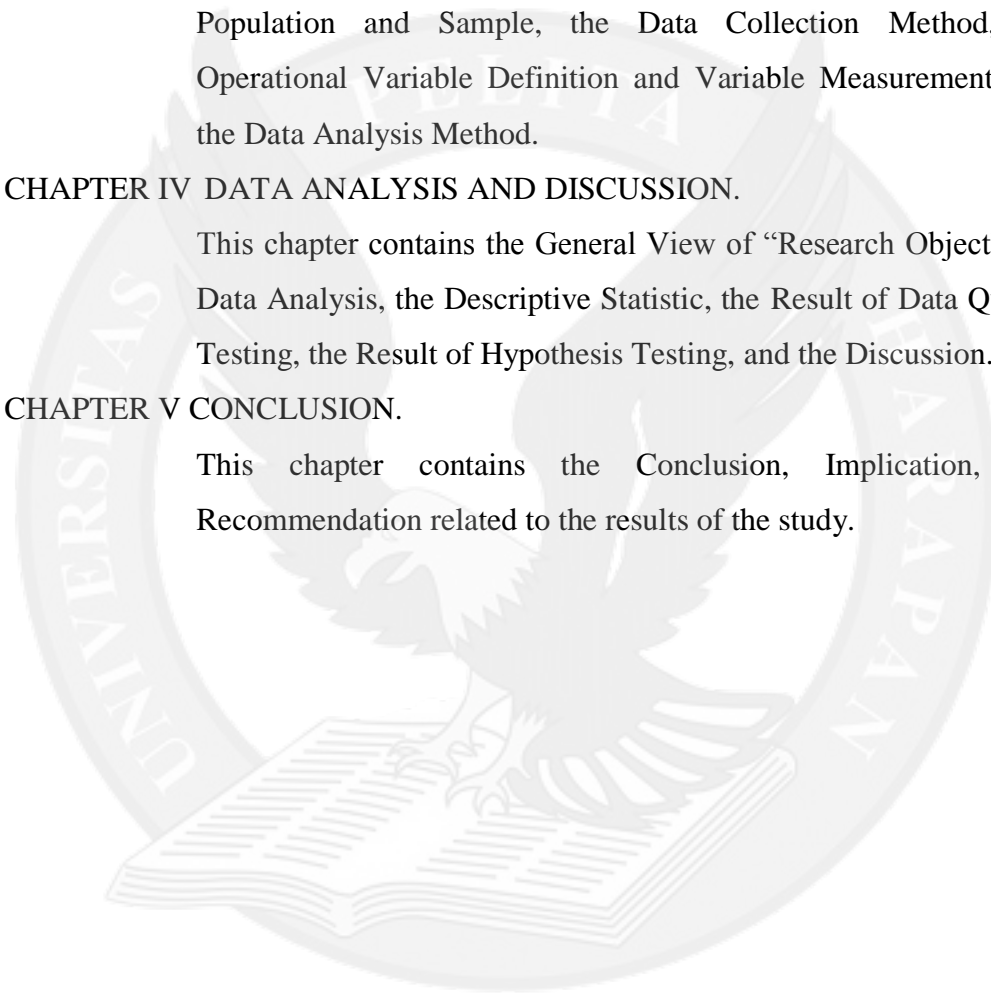 Population and Sample, the Data Collection Method,
Operational Variable Definition and Variable Measurement
the Data Analysis Method.
CHAPTER IV DATA ANALYSIS AND DISCUSSION.
This chapter contains the General View of “Research Object
Data Analysis, the Descriptive Statistic, the Result of Data Q
Testing, the Result of Hypothesis Testing, and the Discussion.
CHAPTER V CONCLUSION.
This chapter contains the Conclusion, Implication,
Recommendation related to the results of the study.
UNIVERSITAS PELITA HARAPAN